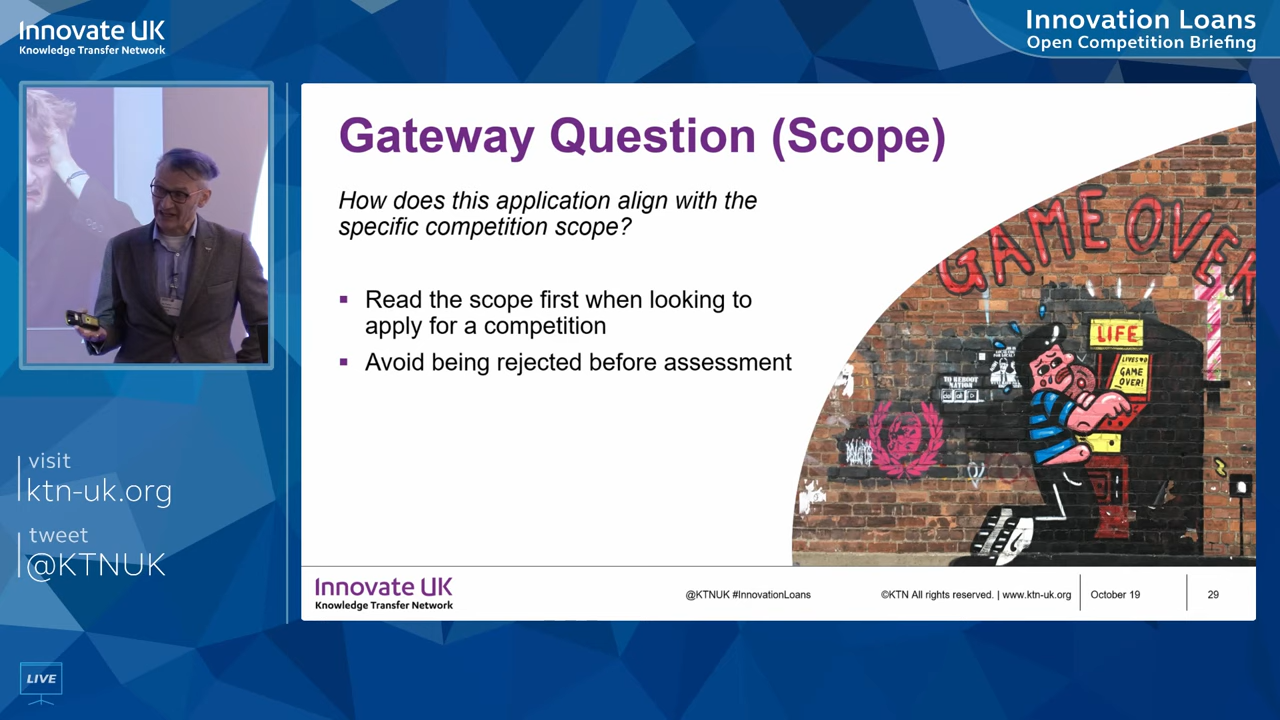 Innovate UK
Knowledge Transfer Network
Innovation Loans
Open Competition Briefing
Gateway Question (Scope)
How does this application align with the
specific competition scope?
▪ Read the scope first when looking to
apply for a competition
▪ Avoid being rejected before assessment
GAME OVER
LIFE
LIVES
GAME
OVER!
visit
ktn-uk.org
tweet
@KTNUK
Innovate UK
Knowledge Transfer Network
@KTNUK #InnovationLoans
©KTN All rights reserved. | www.ktn-uk.org
October 19
29
LIVE